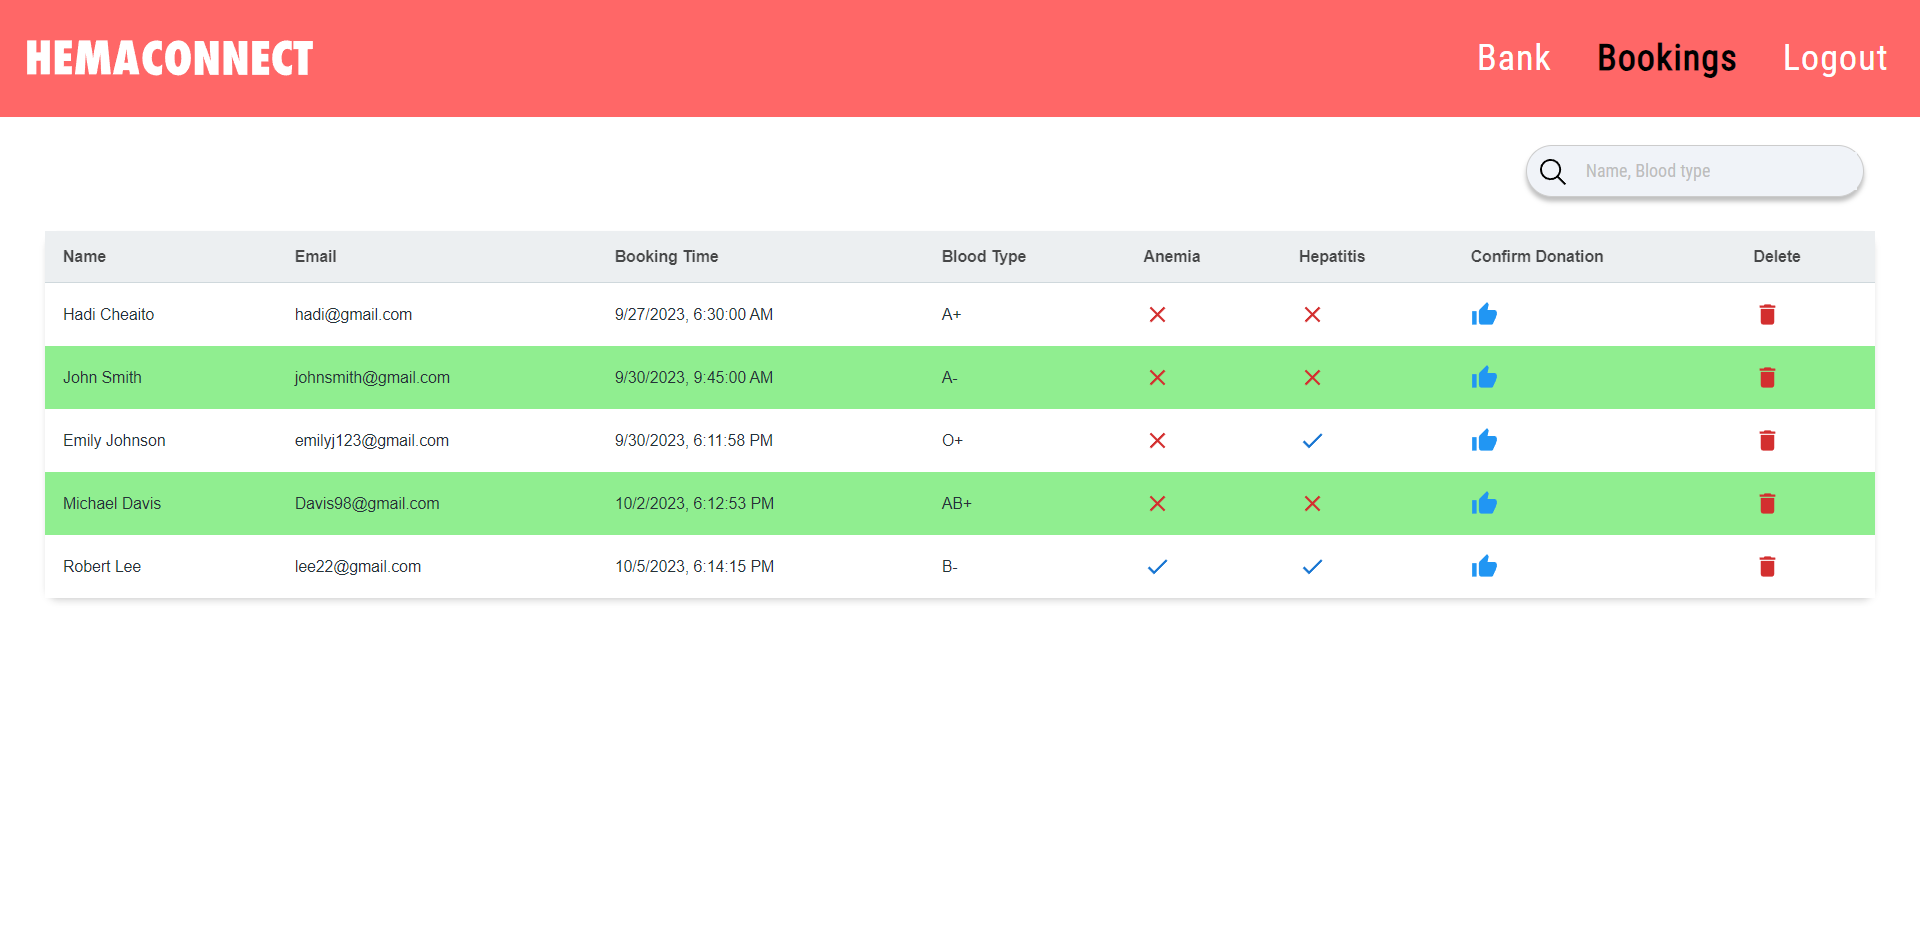 HEMACONNECT Bank Bookings Logout
Name, Blood type
Name Email Booking Time Blood Type Anemia Hepatitis Confirm Donation Delete
Hadi Cheaito hadi@gmail.com 9/27/2023, 6:30:00 AM A+
John Smith johnsmith@gmail.com 9/30/2023, 9:45:00 AM A-
Emily Johnson emilyj123@gmail.com 9/30/2023, 6:11:58 PM O+
Michael Davis Davis98@gmail.com 10/2/2023, 6:12:53 PM AB+
Robert Lee lee22@gmail.com 10/5/2023, 6:14:15 PM B-